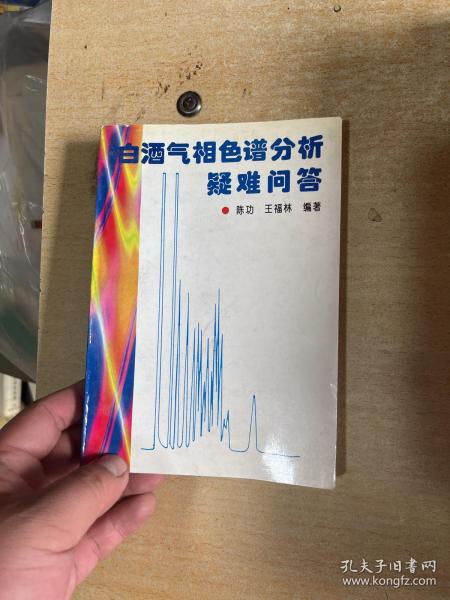 白酒气相色谱分析
疑难问答
陈功 王福林 编著
孔夫子旧书网
www.kongfz.com